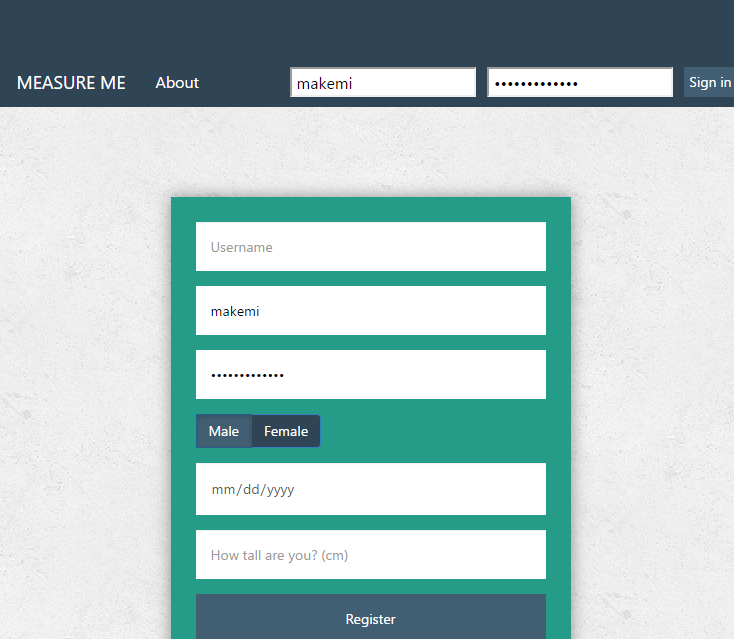 MEASURE ME About makemi ••••••••••••• Sign in
Username
makemi
•••••••••••••
Male Female
mm/dd/yyyy
How tall are you? (cm)
Register